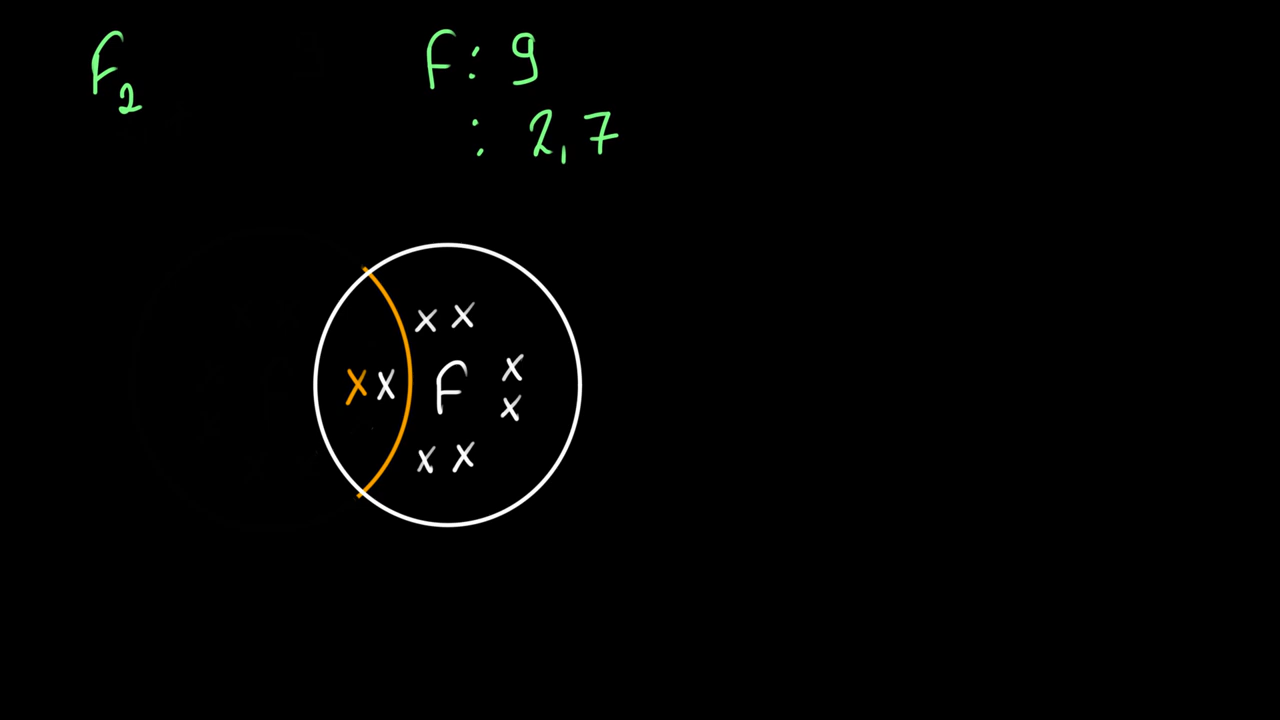 F₂
F: 9
: 2,7
x x
x
x x F
x
x x